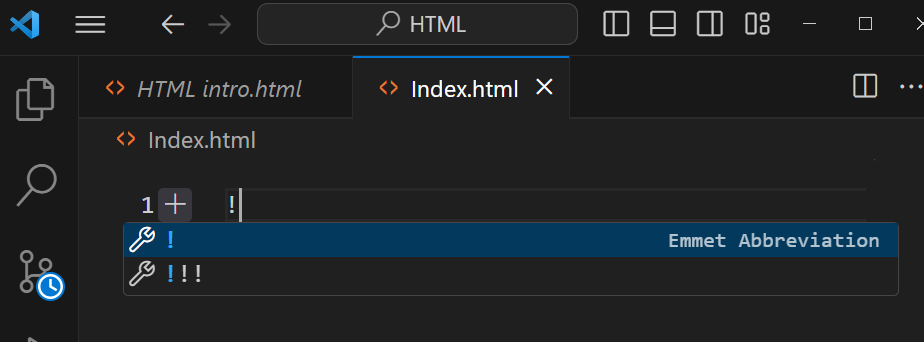 HTML
HTML intro.html
Index.html
Index.html
1 !
! Emmet Abbreviation
!!!